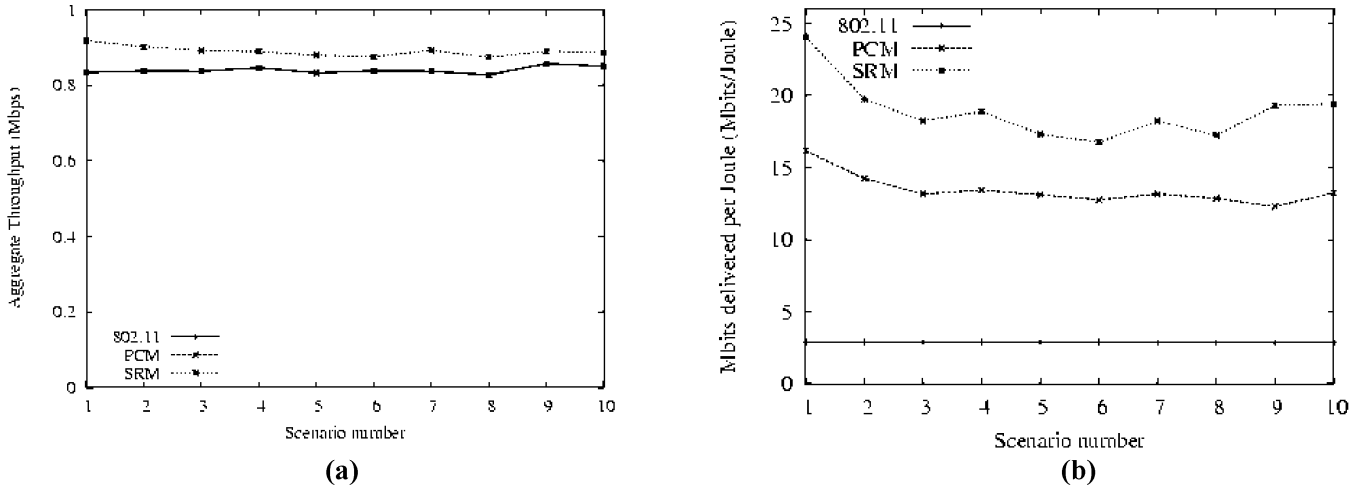 1
0.8
0.6
0.4
0.2
0
Aggregate Throughput (Mbps)
802.11
PCM
SRM
1 2 3 4 5 6 7 8 9 10
Scenario number
(a)
25
20
15
10
5
0
Mbits delivered per Joule (Mbits/Joule)
802.11
PCM
SRM
1 2 3 4 5 6 7 8 9 10
Scenario number
(b)